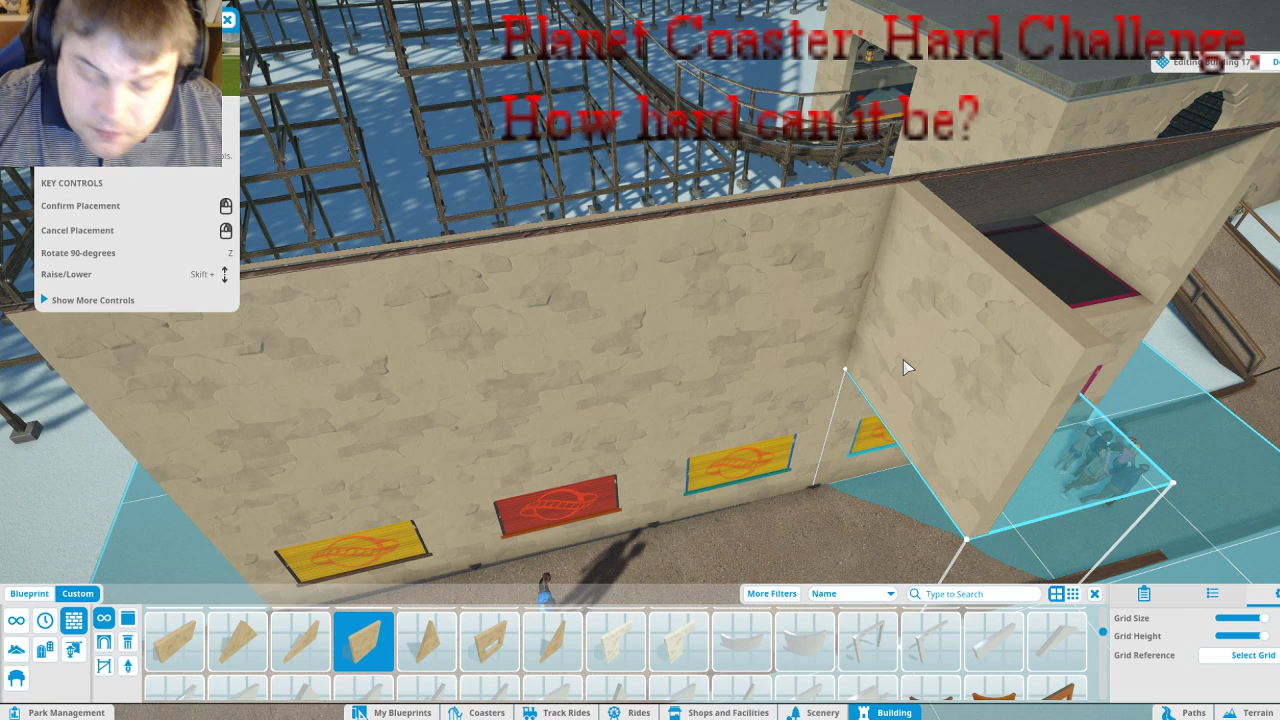 Planet Coaster: Hard Challenge,
How hard can it be?
Editing Building 17
KEY CONTROLS
Confirm Placement
Cancel Placement
Rotate 90-degrees Z
Raise/Lower Skift +
Show More Controls
Blueprint Custom
More Filters Name Type to Search
Grid Size
Grid Height
Grid Reference Select Grid
Park Management My Blueprints Coasters Track Rides Rides Shops and Facilities Scenery Building Paths Terrain